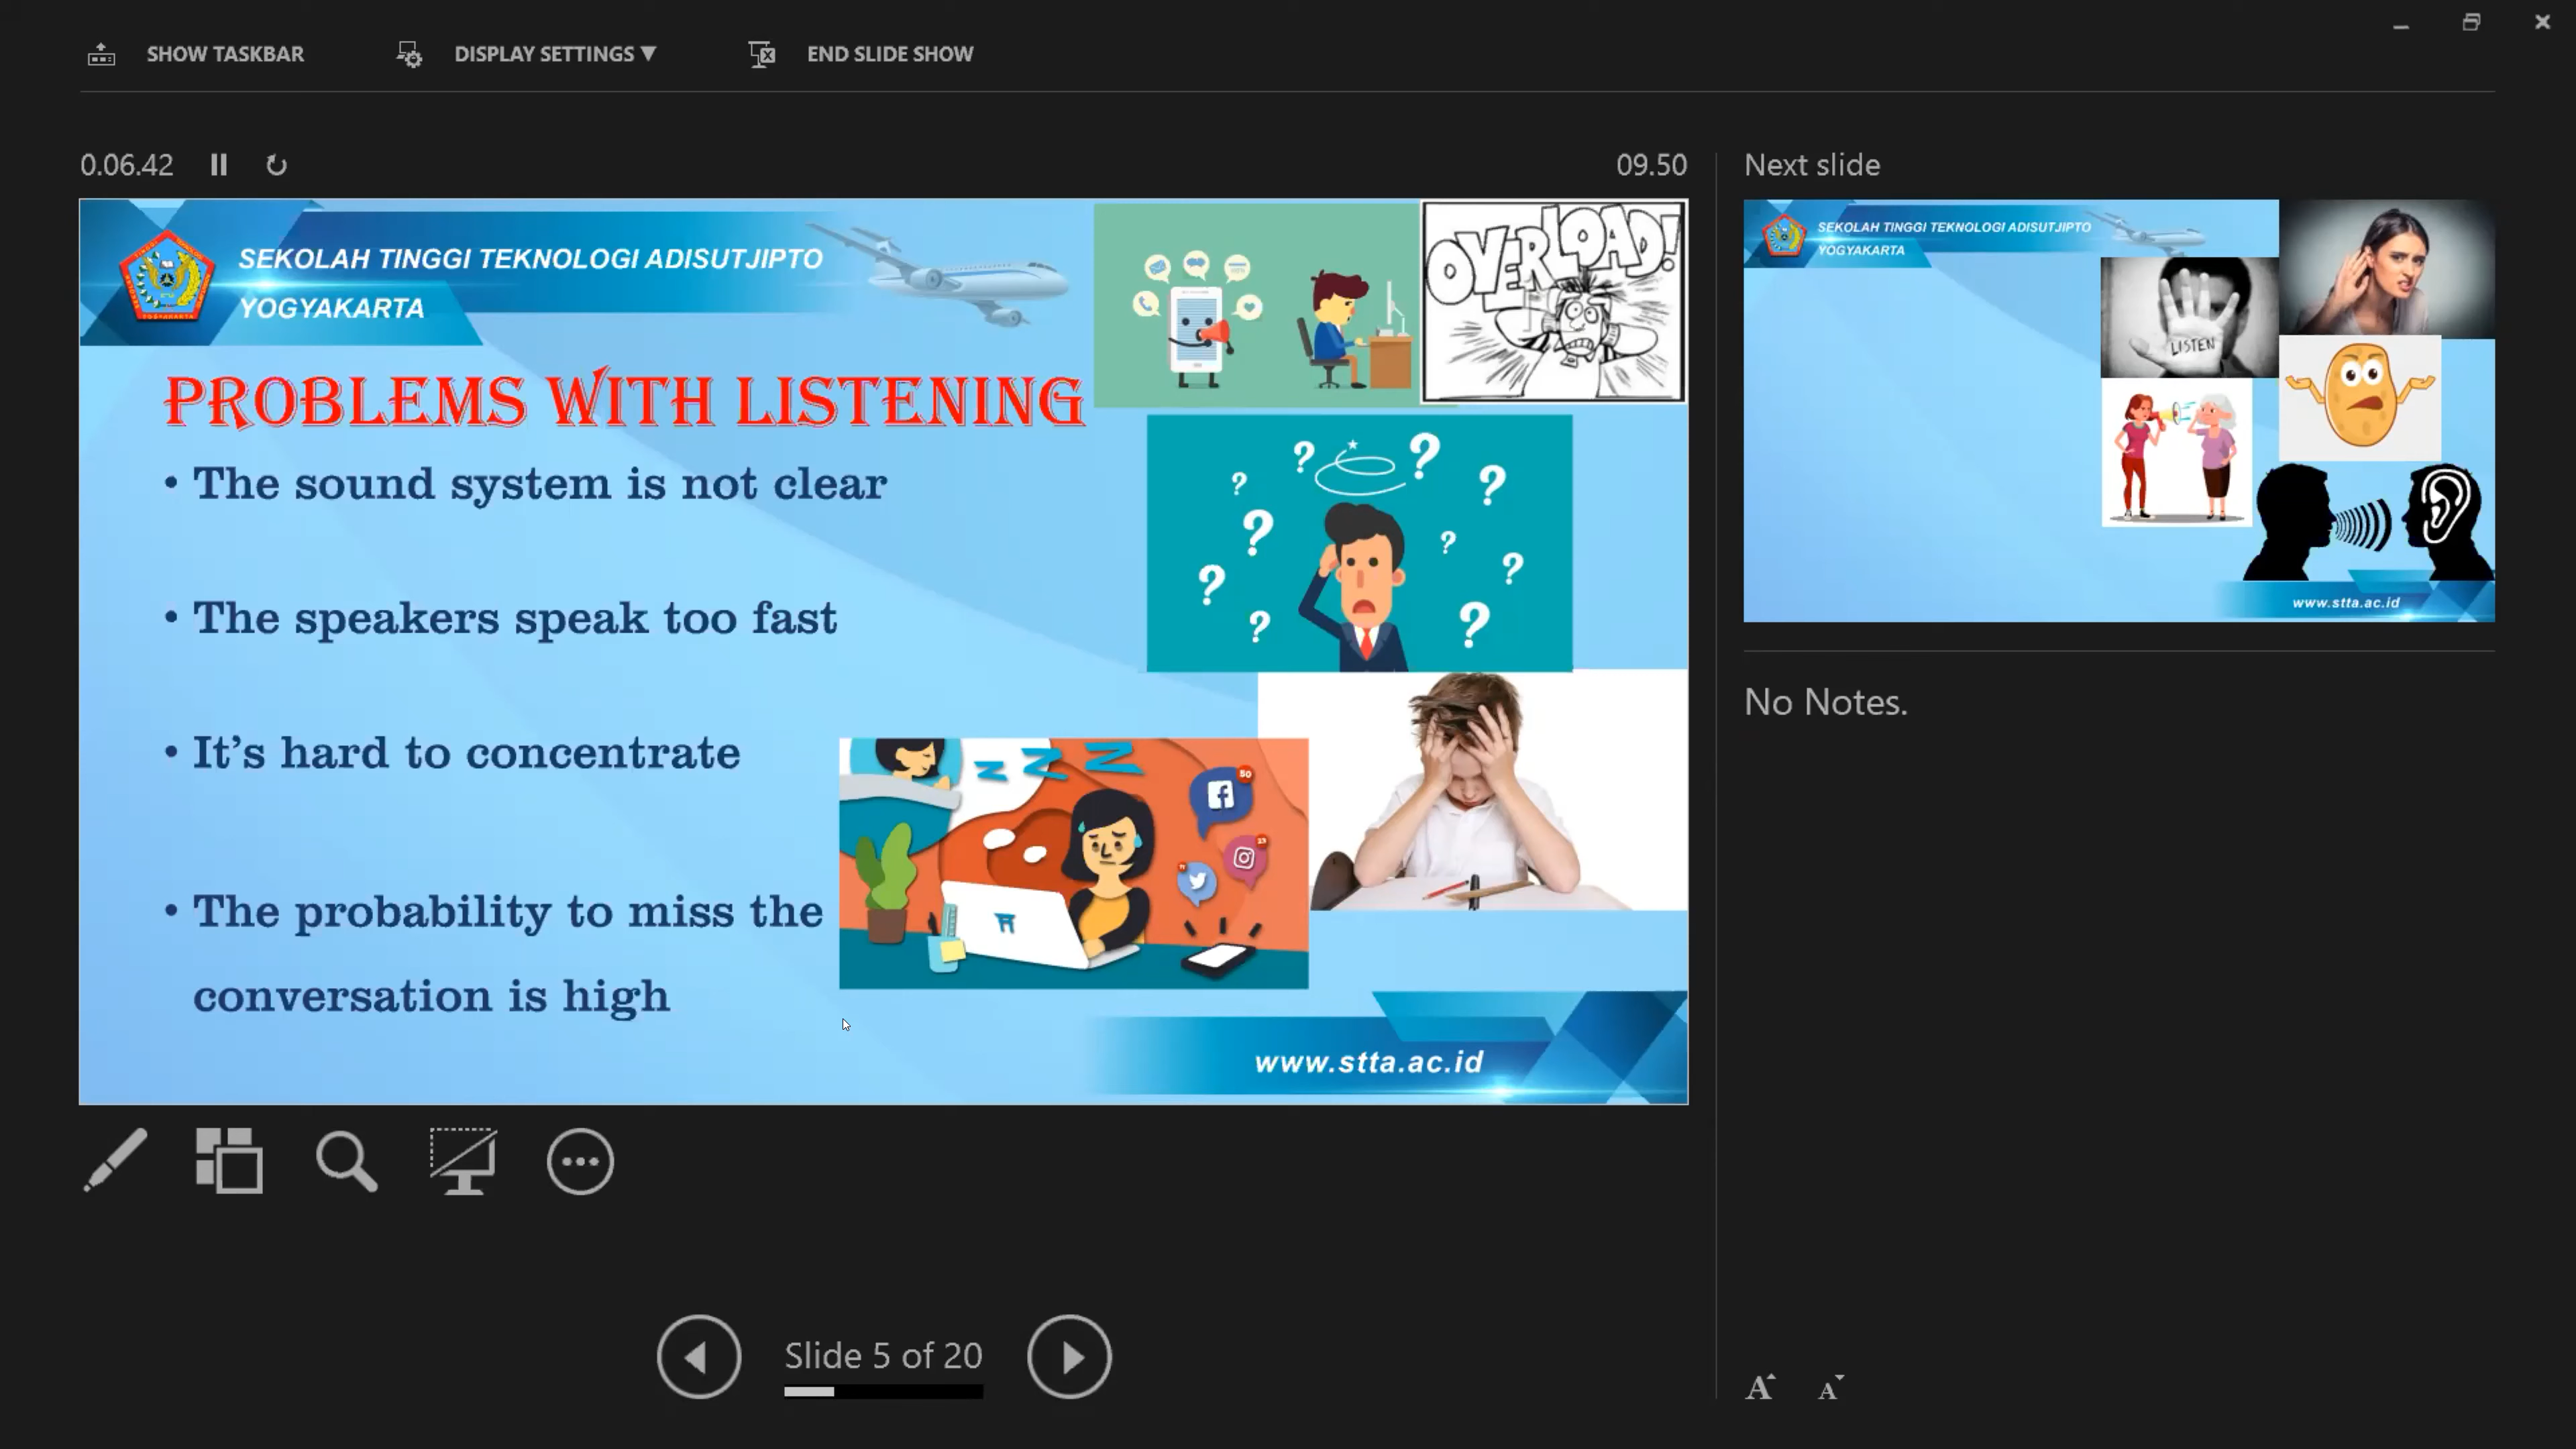 SHOW TASKBAR
DISPLAY SETTINGS ▼
END SLIDE SHOW
0.06.42
09.50
SEKOLAH TINGGI TEKNOLOGI ADISUTJIPTO
YOGYAKARTA
OVERLOAD!
PROBLEMS WITH LISTENING
• The sound system is not clear
• The speakers speak too fast
• It's hard to concentrate
• The probability to miss the
conversation is high
? ? ? ? ? ? ? ? ? ?
z z z
50
www.stta.ac.id
Slide 5 of 20
Next slide
SEKOLAH TINGGI TEKNOLOGI ADISUTJIPTO
YOGYAKARTA
LISTEN
www.stta.ac.id
No Notes.
A A